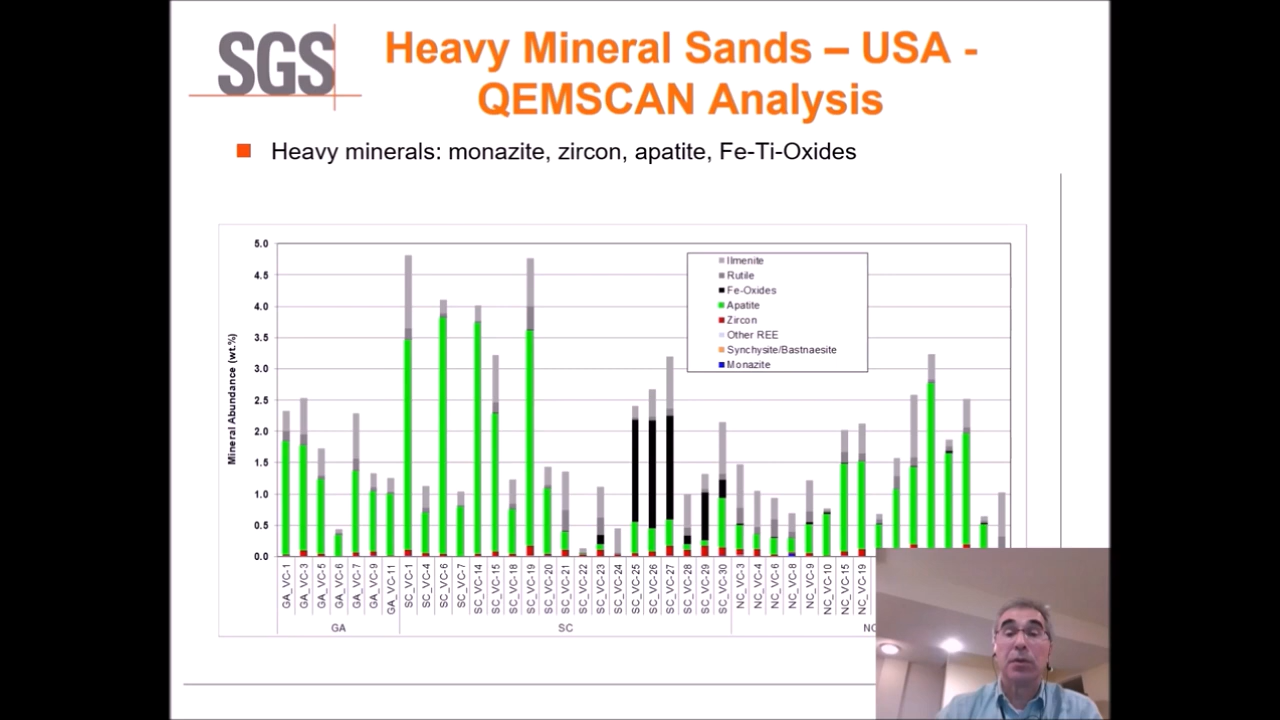 SGS
Heavy Mineral Sands – USA -
QEMSCAN Analysis
Heavy minerals: monazite, zircon, apatite, Fe-Ti-Oxides
Mineral Abundance (wt.%)
5.0
4.5
4.0
3.5
3.0
2.5
2.0
1.5
1.0
0.5
0.0
Ilmenite
Rutile
Fe-Oxides
Apatite
Zircon
Other REE
Synchysite/Bastnaesite
Monazite
GA_VC-1
GA_VC-3
GA_VC-5
GA_VC-6
GA_VC-7
GA_VC-9
GA_VC-11
SC_VC-1
SC_VC-4
SC_VC-6
SC_VC-7
SC_VC-14
SC_VC-15
SC_VC-18
SC_VC-19
SC_VC-20
SC_VC-21
SC_VC-22
SC_VC-23
SC_VC-24
SC_VC-25
SC_VC-26
SC_VC-27
SC_VC-28
SC_VC-29
SC_VC-30
NC_VC-3
NC_VC-4
NC_VC-6
NC_VC-8
NC_VC-9
NC_VC-10
NC_VC-15
NC_VC-19
GA
SC
NC